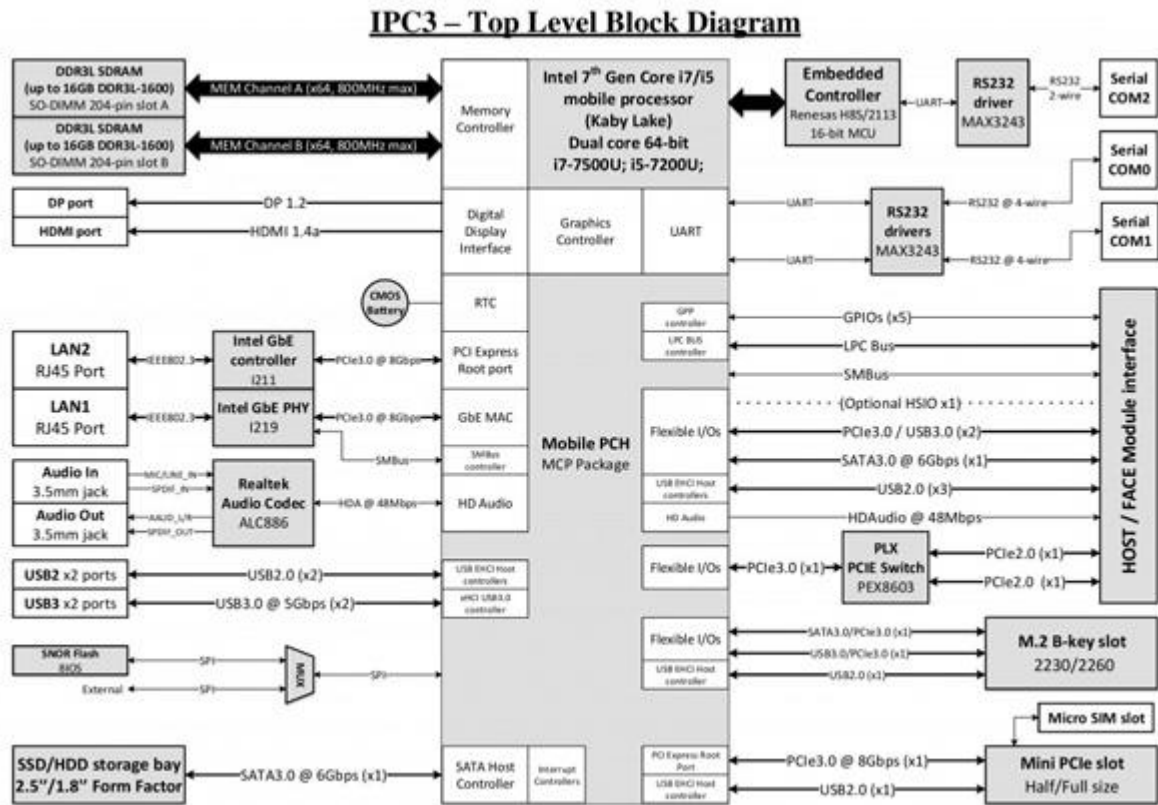 IPC3 – Top Level Block Diagram
DDR3L SDRAM
(up to 16GB DDR3L-1600)
SO-DIMM 204-pin slot A
MEM Channel A (x64, 800MHz max)
DDR3L SDRAM
(up to 16GB DDR3L-1600)
SO-DIMM 204-pin slot B
MEM Channel B (x64, 800MHz max)
Memory
Controller
Intel 7th Gen Core i7/i5
mobile processor
(Kaby Lake)
Dual core 64-bit
i7-7500U; i5-7200U;
Embedded
Controller
Renesas H8S/2113
16-bit MCU
UART
RS232
driver
MAX3243
RS232
2-wire
Serial
COM2
Serial
COM0
Serial
COM1
DP port
DP 1.2
HDMI port
HDMI 1.4a
Digital
Display
Interface
Graphics
Controller
UART
UART
UART
RS232
drivers
MAX3243
RS232 @ 4-wire
RS232 @ 4-wire
CMOS
Battery
RTC
LAN2
RJ45 Port
IEEE802.3
Intel GbE
controller
I211
PCIe3.0 @ 8Gbps
PCI Express
Root port
LAN1
RJ45 Port
IEEE802.3
Intel GbE PHY
I219
PCIe3.0 @ 8Gbps
GbE MAC
SMBus
SMBus
controller
Audio In
3.5mm jack
MIC/LINE_IN
SPDIF_IN
Audio Out
3.5mm jack
AAUD_L/R
SPDIF_OUT
Realtek
Audio Codec
ALC886
HDA @ 48Mbps
HD Audio
USB2 x2 ports
USB2.0 (x2)
USB EHCI Host
controllers
USB3 x2 ports
USB3.0 @ 5Gbps (x2)
xHCI USB3.0
controller
SNOR Flash
BIOS
SPI
External
SPI
MUX
SPI
SSD/HDD storage bay
2.5"/1.8" Form Factor
SATA3.0 @ 6Gbps (x1)
SATA Host
Controller
Interrupt
Controllers
Mobile PCH
MCP Package
GPP
controller
LPC BUS
controller
Flexible I/Os
USB EHCI Host
controllers
HD Audio
Flexible I/Os
GPIOs (x5)
LPC Bus
SMBus
(Optional HSIO x1)
PCIe3.0 / USB3.0 (x2)
SATA3.0 @ 6Gbps (x1)
USB2.0 (x3)
HDAudio @ 48Mbps
PCIe3.0 (x1)
PLX
PCIE Switch
PEX8603
PCIe2.0 (x1)
PCIe2.0 (x1)
HOST / FACE Module interface
Flexible I/Os
USB EHCI Host
controller
SATA3.0/PCIe3.0 (x1)
USB3.0/PCIe3.0 (x1)
USB2.0 (x1)
M.2 B-key slot
2230/2260
Micro SIM slot
PCI Express Root
Port
USB EHCI Host
controller
PCIe3.0 @ 8Gbps (x1)
USB2.0 (x1)
Mini PCIe slot
Half/Full size